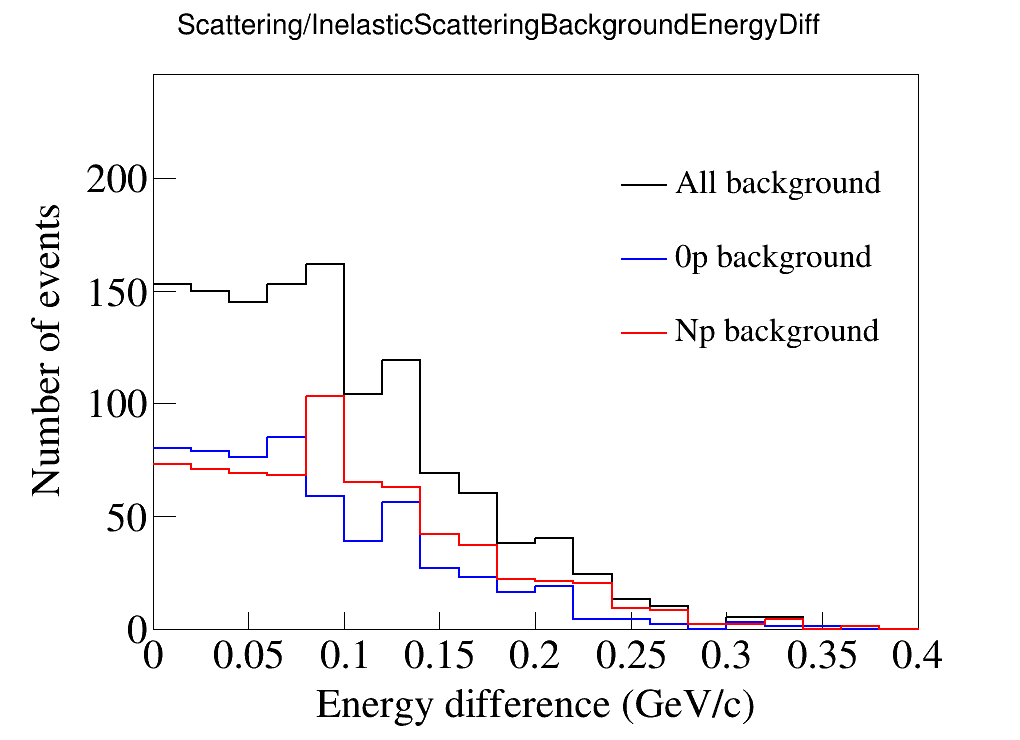 Scattering/InelasticScatteringBackgroundEnergyDiff
Number of events
200
150
100
50
0
All background
0p background
Np background
0 0.05 0.1 0.15 0.2 0.25 0.3 0.35 0.4
Energy difference (GeV/c)